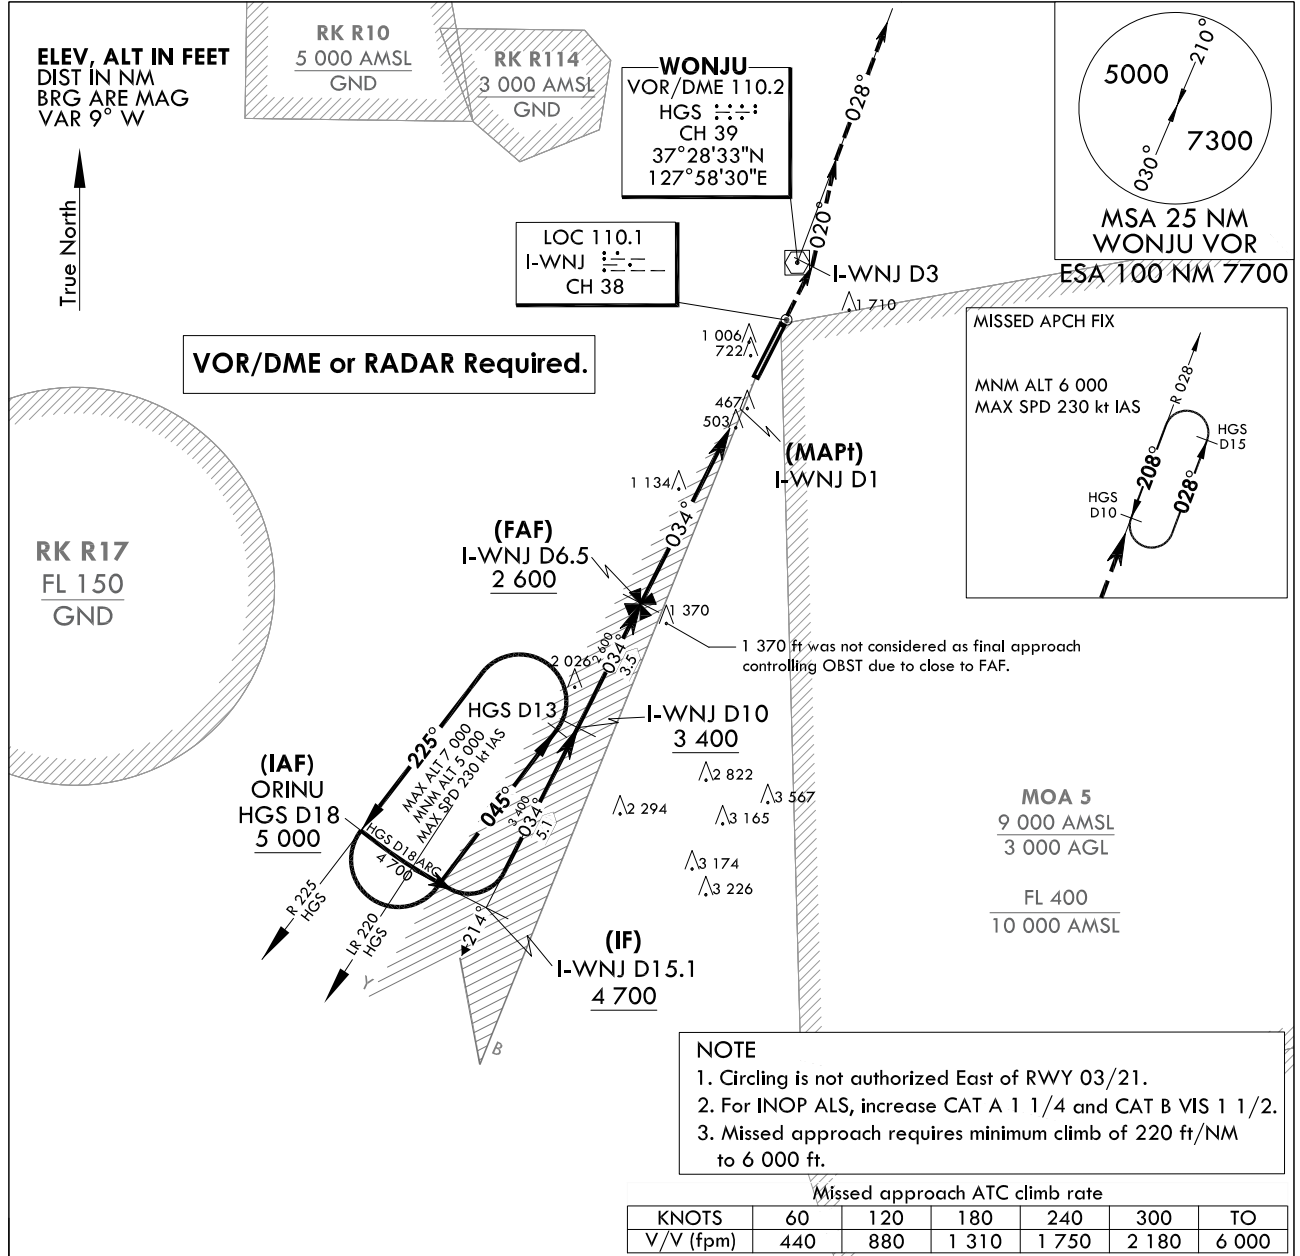 ELEV, ALT IN FEET
DIST IN NM
BRG ARE MAG
VAR 9° W
True North
RK R10
5 000 AMSL
GND
RK R114
3 000 AMSL
GND
WONJU
VOR/DME 110.2
HGS
CH 39
37°28'33"N
127°58'30"E
028°
020°
5000
7300
210°
030°
MSA 25 NM
WONJU VOR
ESA 100 NM 7700
LOC 110.1
I-WNJ
CH 38
I-WNJ D3
1 710
1 006
722
VOR/DME or RADAR Required.
467
503
(MAPt)
I-WNJ D1
1 134
034°
MISSED APCH FIX
MNM ALT 6 000
MAX SPD 230 kt IAS
R 028
HGS
D15
208°
028°
HGS
D10
RK R17
FL 150
GND
(FAF)
I-WNJ D6.5
2 600
1 370
1 370 ft was not considered as final approach
controlling OBST due to close to FAF.
2 026
2 600
034°
3.5
HGS D13
I-WNJ D10
3 400
225°
MAX ALT 7 000
MNM ALT 5 000
MAX SPD 230 kt IAS
045°
3 400
034°
5.1
(IAF)
ORINU
HGS D18
5 000
HGS D18 ARC
4 700
2 822
2 294
3 567
3 165
3 174
3 226
MOA 5
9 000 AMSL
3 000 AGL
FL 400
10 000 AMSL
R 225
HGS
LR 220
HGS
214°
Y
B
(IF)
I-WNJ D15.1
4 700
NOTE
1. Circling is not authorized East of RWY 03/21.
2. For INOP ALS, increase CAT A 1 1/4 and CAT B VIS 1 1/2.
3. Missed approach requires minimum climb of 220 ft/NM
to 6 000 ft.
Missed approach ATC climb rate
KNOTS 60 120 180 240 300 TO
V/V (fpm) 440 880 1 310 1 750 2 180 6 000